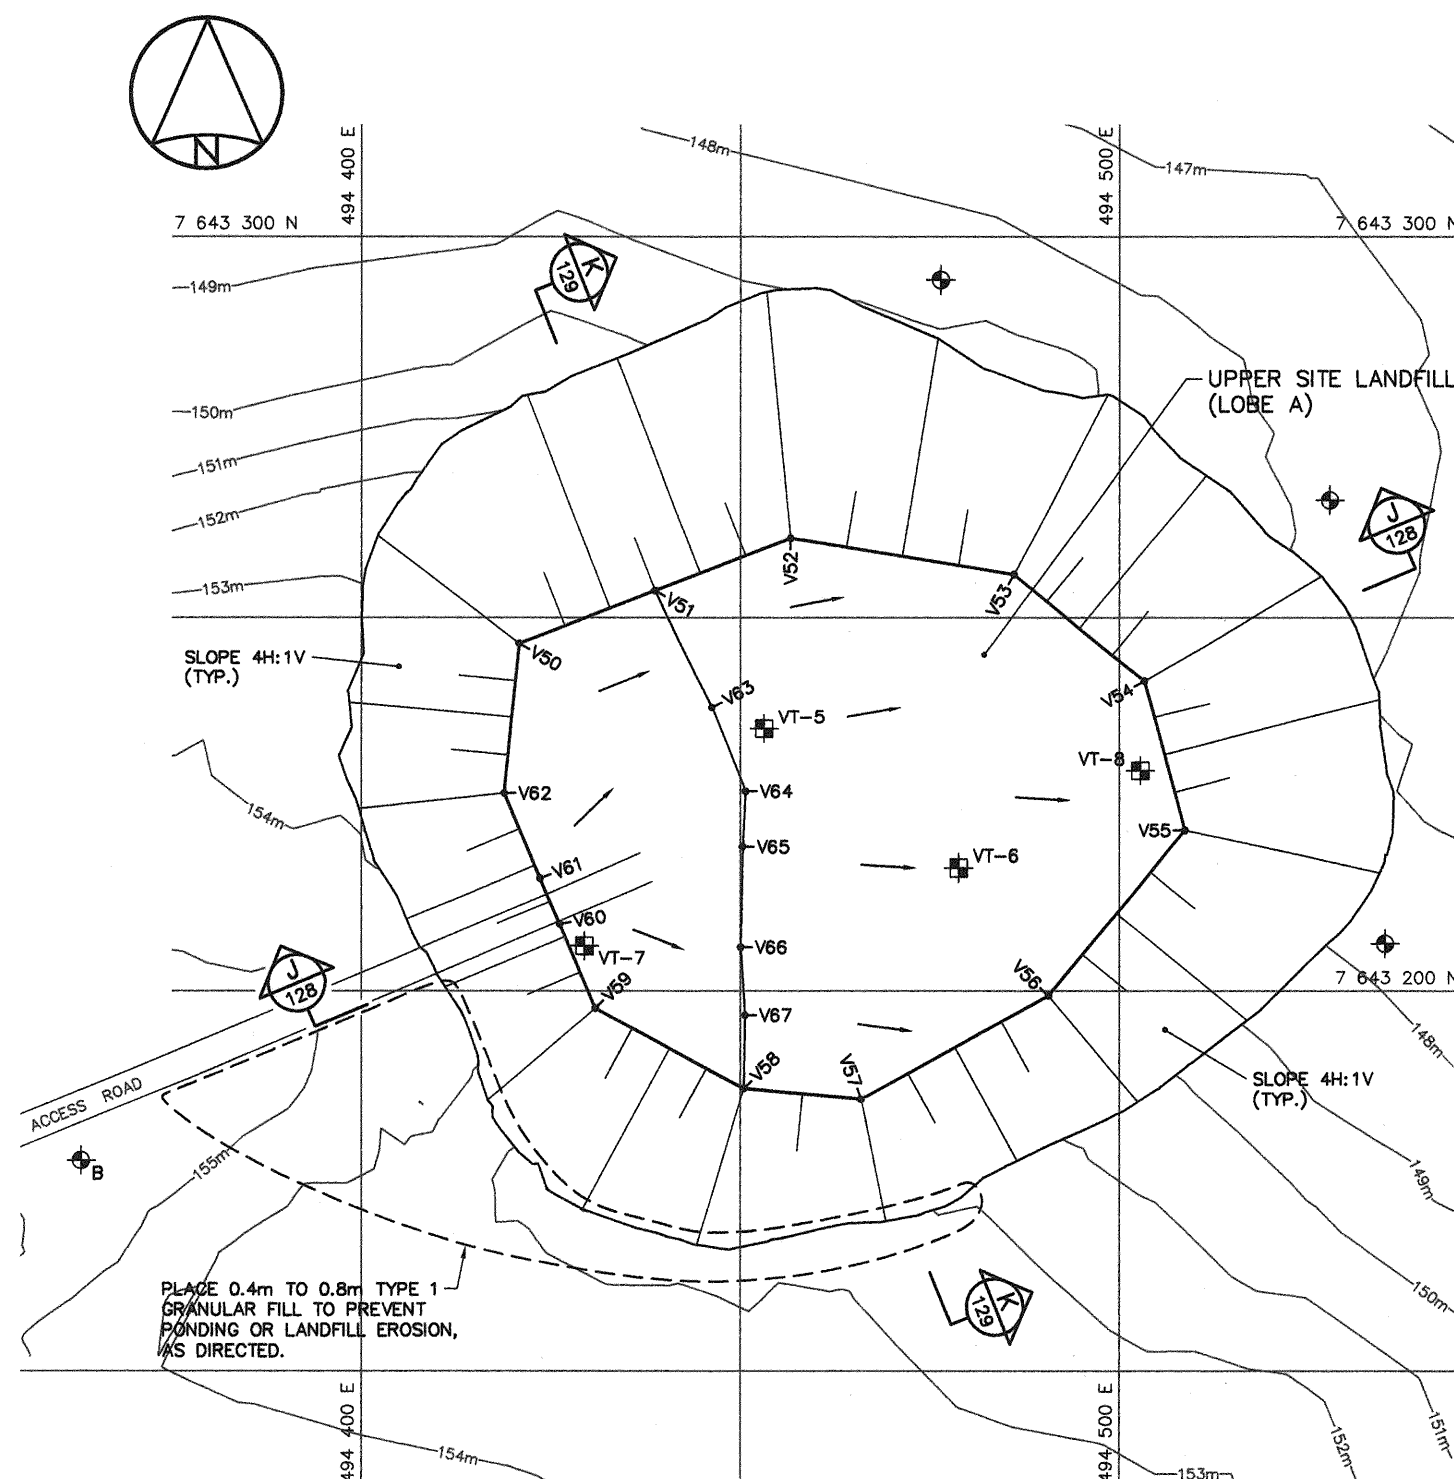 N
494 400 E
494 500 E
148m
147m
7 643 300 N
7 643 300 N
K
129
149m
UPPER SITE LANDFILL
(LOBE A)
150m
151m
J
128
152m
V52
153m
V53
V51
SLOPE 4H:1V
(TYP.)
V50
V63
V54
VT-5
VT-8
V62
V64
154m
V55
V65
VT-6
V61
V60
V66
VT-7
J
128
V59
V56
7 643 200 N
V67
148m
V58
V57
SLOPE 4H:1V
(TYP.)
ACCESS ROAD
B
155m
149m
PLACE 0.4m TO 0.8m TYPE 1
GRANULAR FILL TO PREVENT
PONDING OR LANDFILL EROSION,
AS DIRECTED.
K
129
150m
494 400 E
494 500 E
151m
152m
154m
153m